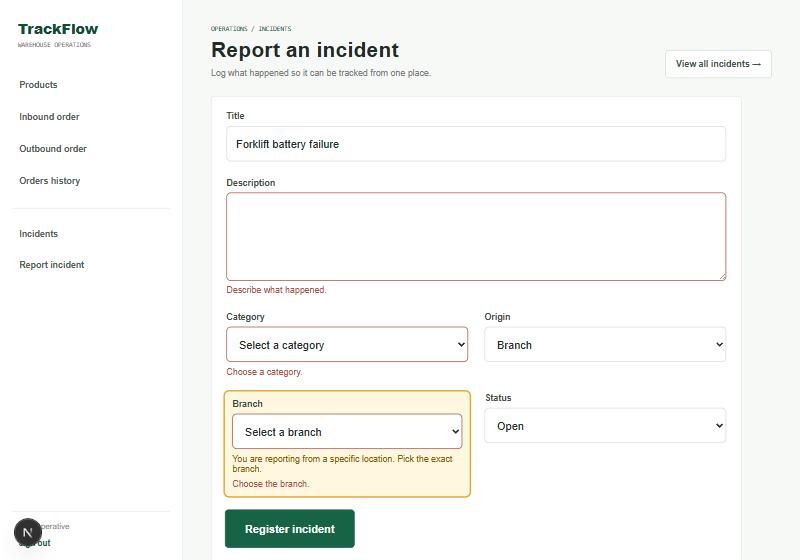 TrackFlow
WAREHOUSE OPERATIONS
Products
Inbound order
Outbound order
Orders history
Incidents
Report incident
N
out
OPERATIONS / INCIDENTS
Report an incident
Log what happened so it can be tracked from one place.
View all incidents →
Title
Forklift battery failure
Description
Describe what happened.
Category
Select a category
Choose a category.
Origin
Branch
Branch
Select a branch
You are reporting from a specific location. Pick the exact
branch.
Choose the branch.
Status
Open
Register incident